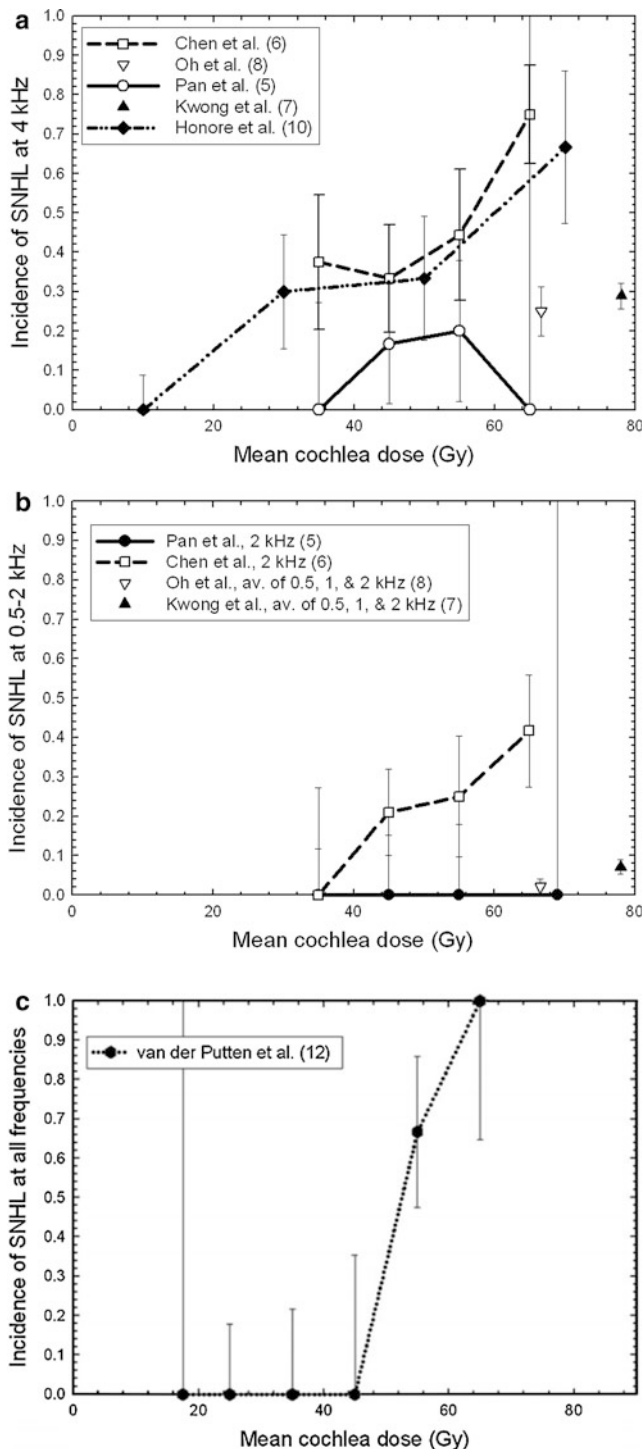 a
Chen et al. (6)
Oh et al. (8)
Pan et al. (5)
Kwong et al. (7)
Honore et al. (10)
Incidence of SNHL at 4 kHz
1.0
0.9
0.8
0.7
0.6
0.5
0.4
0.3
0.2
0.1
0.0
0 20 40 60 80
Mean cochlea dose (Gy)
b
Pan et al., 2 kHz (5)
Chen et al., 2 kHz (6)
Oh et al., av. of 0.5, 1, & 2 kHz (8)
Kwong et al., av. of 0.5, 1, & 2 kHz (7)
Incidence of SNHL at 0.5-2 kHz
1.0
0.9
0.8
0.7
0.6
0.5
0.4
0.3
0.2
0.1
0.0
0 20 40 60 80
Mean cochlea dose (Gy)
c
van der Putten et al. (12)
Incidence of SNHL at all frequencies
1.0
0.9
0.8
0.7
0.6
0.5
0.4
0.3
0.2
0.1
0.0
0 20 40 60 80
Mean cochlea dose (Gy)